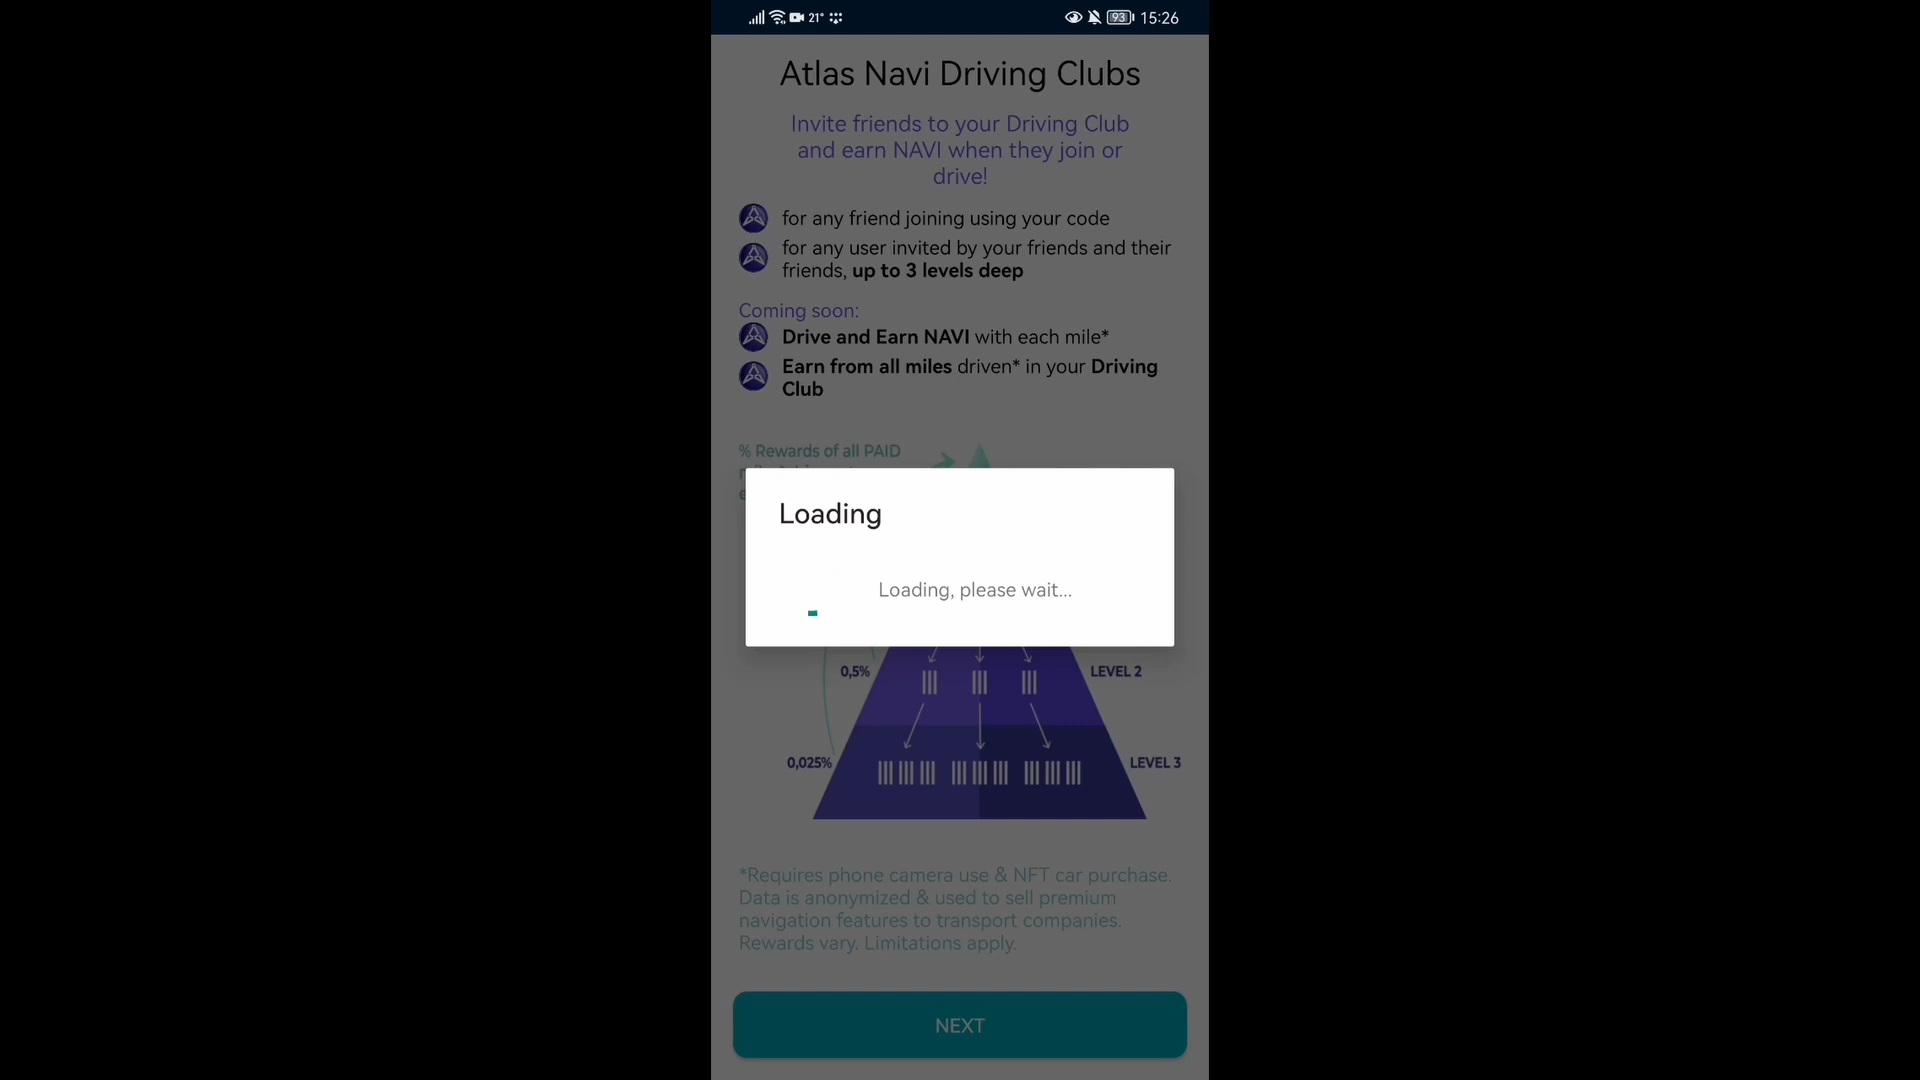 21°
93
15:26
Atlas Navi Driving Clubs
Invite friends to your Driving Club
and earn NAVI when they join or
drive!
for any friend joining using your code
for any user invited by your friends and their
friends, up to 3 levels deep
Coming soon:
Drive and Earn NAVI with each mile*
Earn from all miles driven* in your Driving
Club
% Rewards of all PAID
Loading
Loading, please wait...
0,5%
LEVEL 2
0,025%
LEVEL 3
*Requires phone camera use & NFT car purchase.
Data is anonymized & used to sell premium
navigation features to transport companies.
Rewards vary. Limitations apply.
NEXT